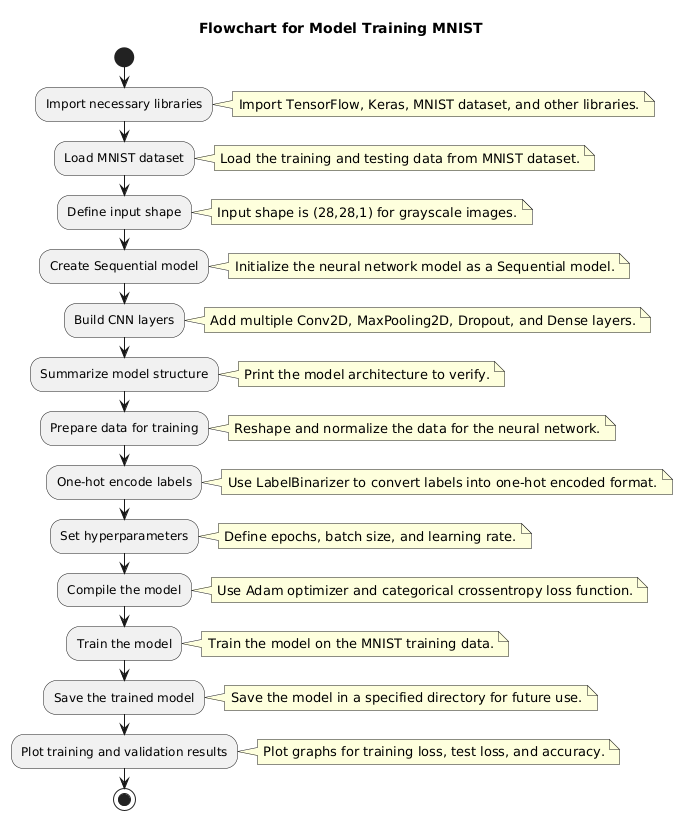 Flowchart for Model Training MNIST
Import necessary libraries
Import TensorFlow, Keras, MNIST dataset, and other libraries.
Load MNIST dataset
Load the training and testing data from MNIST dataset.
Define input shape
Input shape is (28,28,1) for grayscale images.
Create Sequential model
Initialize the neural network model as a Sequential model.
Build CNN layers
Add multiple Conv2D, MaxPooling2D, Dropout, and Dense layers.
Summarize model structure
Print the model architecture to verify.
Prepare data for training
Reshape and normalize the data for the neural network.
One-hot encode labels
Use LabelBinarizer to convert labels into one-hot encoded format.
Set hyperparameters
Define epochs, batch size, and learning rate.
Compile the model
Use Adam optimizer and categorical crossentropy loss function.
Train the model
Train the model on the MNIST training data.
Save the trained model
Save the model in a specified directory for future use.
Plot training and validation results
Plot graphs for training loss, test loss, and accuracy.